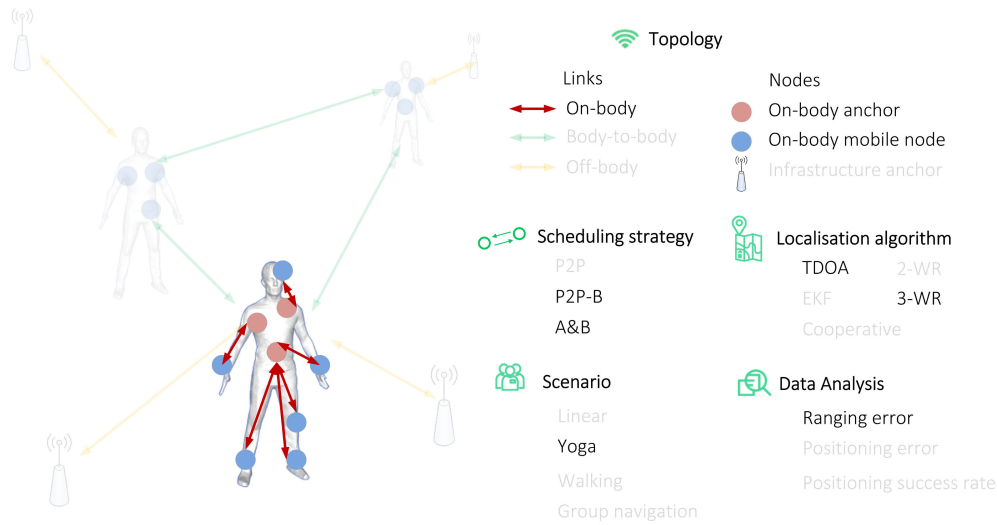 Topology
Links
Nodes
On-body
On-body anchor
Body-to-body
On-body mobile node
Off-body
Infrastructure anchor
Scheduling strategy
P2P
P2P-B
A&B
Localisation algorithm
TDOA 2-WR
EKF 3-WR
Cooperative
Scenario
Linear
Yoga
Walking
Group navigation
Data Analysis
Ranging error
Positioning error
Positioning success rate